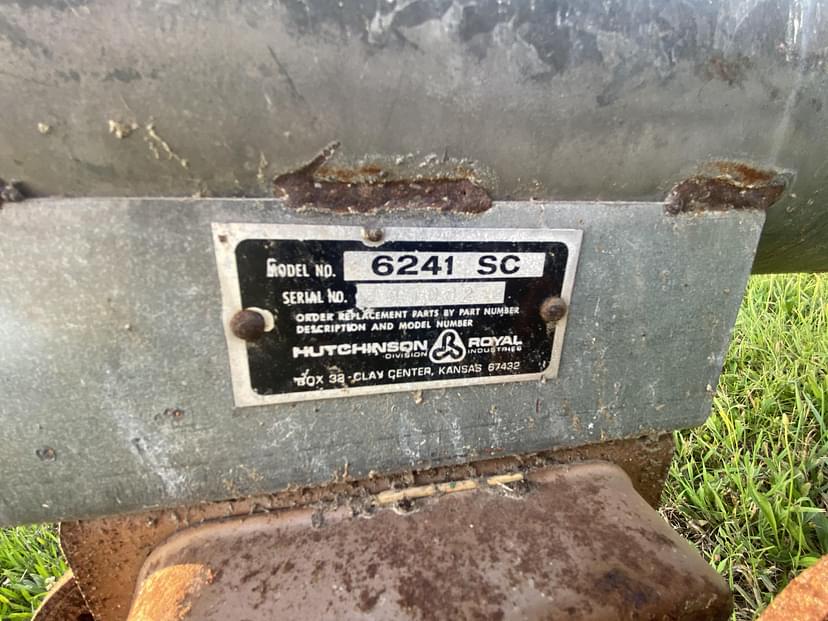 MODEL NO. 6241 SC
SERIAL NO.
ORDER REPLACEMENT PARTS BY PART NUMBER
DESCRIPTION AND MODEL NUMBER
HUTCHINSON ROYAL
DIVISION INDUSTRIES
BOX 32-CLAY CENTER, KANSAS 67432